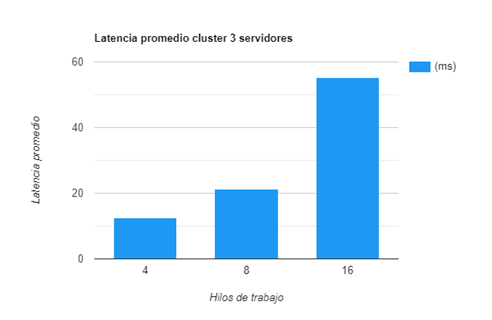 Latencia promedio cluster 3 servidores
60
40
20
0
Latencia promedio
4
8
16
Hilos de trabajo
(ms)